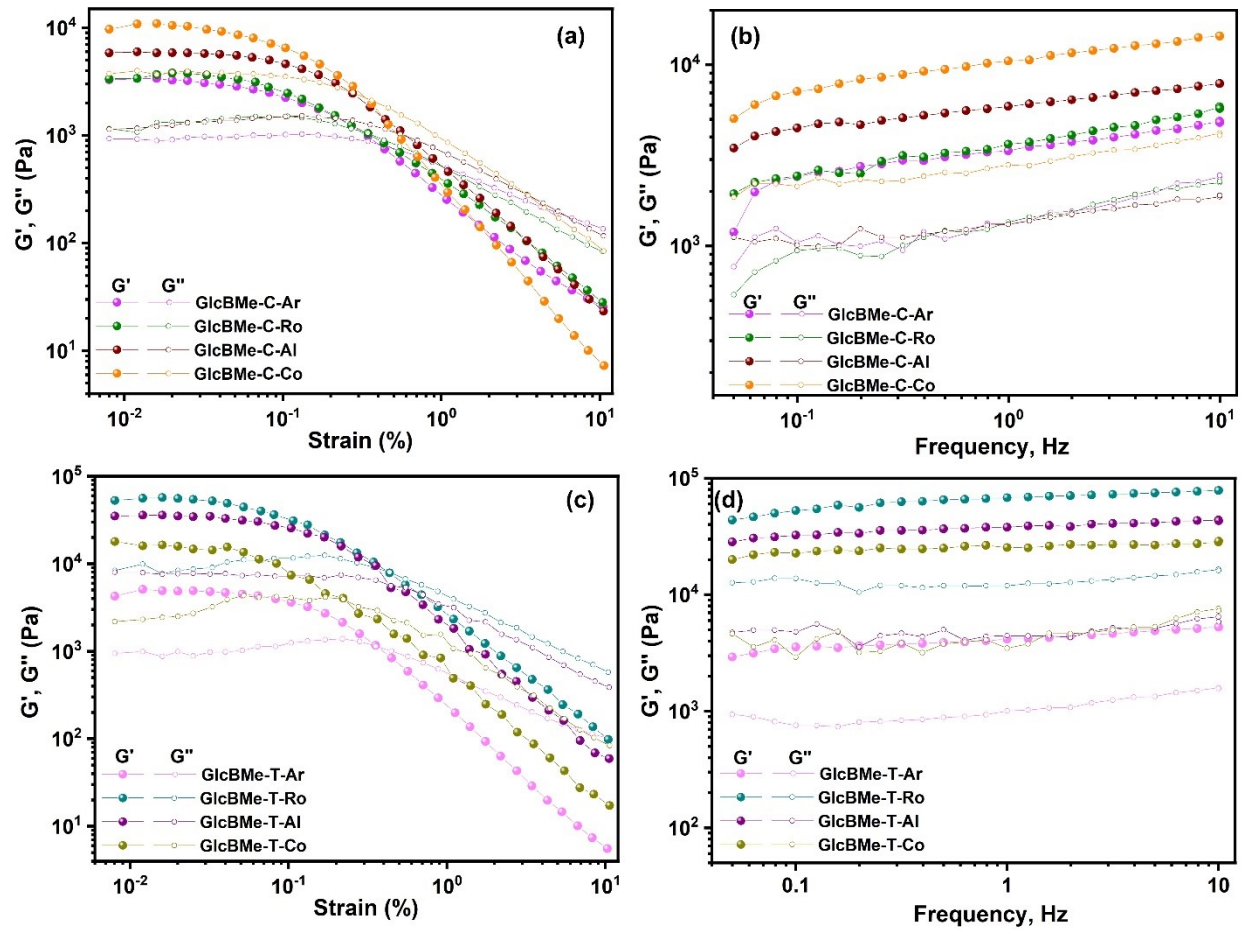 (a)
G', G'' (Pa)
10⁴
10³
10²
10¹
G' G''
GlcBMe-C-Ar
GlcBMe-C-Ro
GlcBMe-C-Al
GlcBMe-C-Co
10⁻² 10⁻¹ 10⁰ 10¹
Strain (%)
(b)
G', G'' (Pa)
10⁴
10³
G' G''
GlcBMe-C-Ar
GlcBMe-C-Ro
GlcBMe-C-Al
GlcBMe-C-Co
10⁻¹ 10⁰ 10¹
Frequency, Hz
(c)
G', G'' (Pa)
10⁵
10⁴
10³
10²
10¹
G' G''
GlcBMe-T-Ar
GlcBMe-T-Ro
GlcBMe-T-Al
GlcBMe-T-Co
10⁻² 10⁻¹ 10⁰ 10¹
Strain (%)
(d)
G', G'' (Pa)
10⁵
10⁴
10³
10²
G' G''
GlcBMe-T-Ar
GlcBMe-T-Ro
GlcBMe-T-Al
GlcBMe-T-Co
0.1 1 10
Frequency, Hz